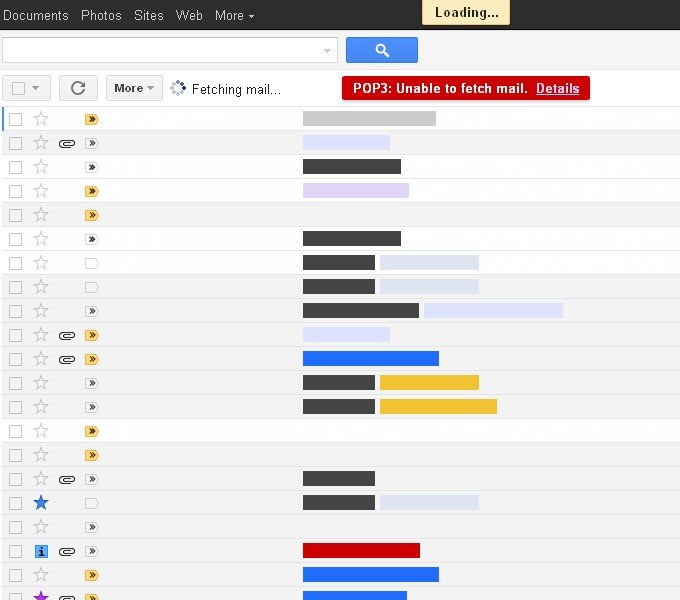 Documents Photos Sites Web More
Loading...
More
Fetching mail...
POP3: Unable to fetch mail. Details